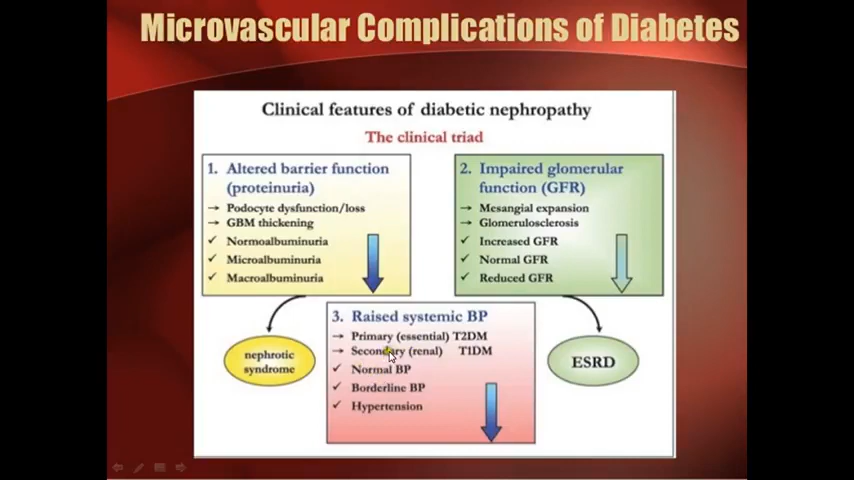 Microvascular Complications of Diabetes
Clinical features of diabetic nephropathy
The clinical triad
1. Altered barrier function
(proteinuria)
→ Podocyte dysfunction/loss
→ GBM thickening
✓ Normoalbuminuria
✓ Microalbuminuria
✓ Macroalbuminuria
2. Impaired glomerular
function (GFR)
→ Mesangial expansion
→ Glomerulosclerosis
✓ Increased GFR
✓ Normal GFR
✓ Reduced GFR
3. Raised systemic BP
→ Primary (essential) T2DM
→ Secondary (renal) T1DM
✓ Normal BP
✓ Borderline BP
✓ Hypertension
nephrotic
syndrome
ESRD